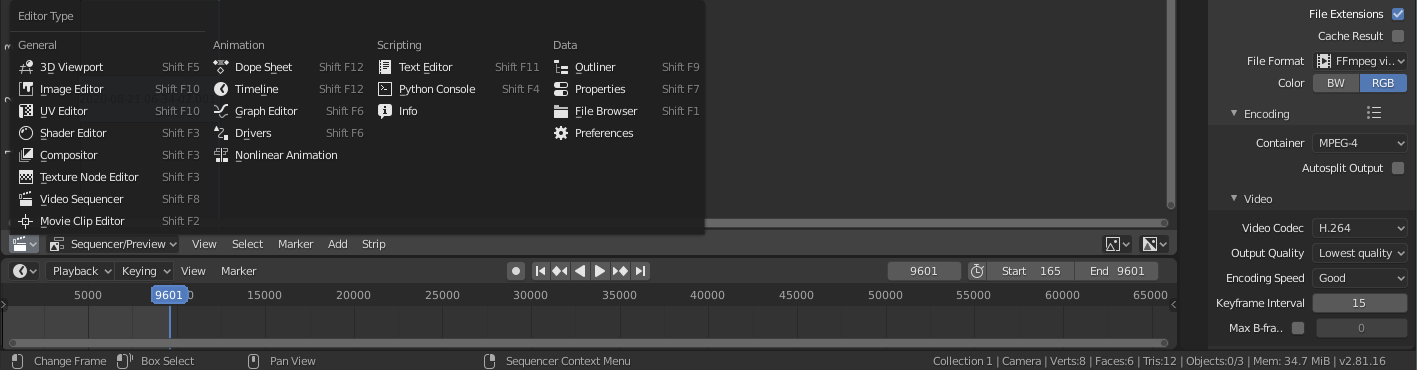 Editor Type
General
3D Viewport Shift F5
Image Editor Shift F10
UV Editor Shift F10
Shader Editor Shift F3
Compositor Shift F3
Texture Node Editor Shift F3
Video Sequencer Shift F8
Movie Clip Editor Shift F2
Animation
Dope Sheet Shift F12
Timeline Shift F12
Graph Editor Shift F6
Drivers Shift F6
Nonlinear Animation
Scripting
Text Editor Shift F11
Python Console Shift F4
Info
Data
Outliner Shift F9
Properties Shift F7
File Browser Shift F1
Preferences
Sequencer/Preview View Select Marker Add Strip
Playback Keying View Marker 9601 Start 165 End 9601
5000 9601 15000 20000 25000 30000 35000 40000 45000 50000 55000 60000 65000
File Extensions
Cache Result
File Format FFmpeg vi..
Color BW RGB
Encoding
Container MPEG-4
Autosplit Output
Video
Video Codec H.264
Output Quality Lowest quality
Encoding Speed Good
Keyframe Interval 15
Max B-fra.. 0
Change Frame Box Select Pan View Sequencer Context Menu Collection 1 | Camera | Verts:8 | Faces:6 | Tris:12 | Objects:0/3 | Mem: 34.7 MiB | v2.81.16